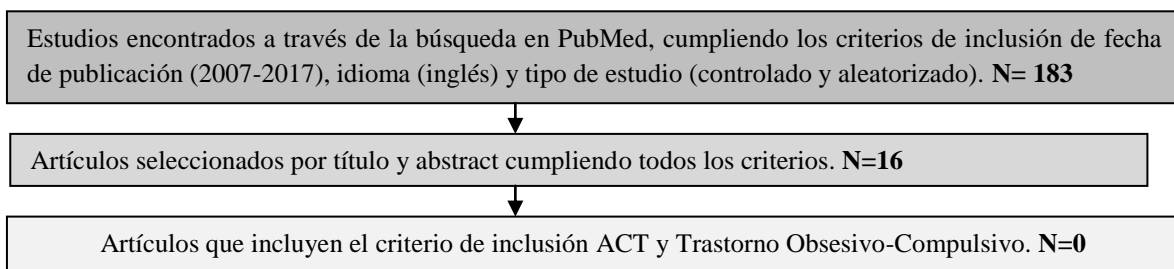 Estudios encontrados a través de la búsqueda en PubMed, cumpliendo los criterios de inclusión de fecha
de publicación (2007-2017), idioma (inglés) y tipo de estudio (controlado y aleatorizado). N= 183
Artículos seleccionados por título y abstract cumpliendo todos los criterios. N=16
Artículos que incluyen el criterio de inclusión ACT y Trastorno Obsesivo-Compulsivo. N=0